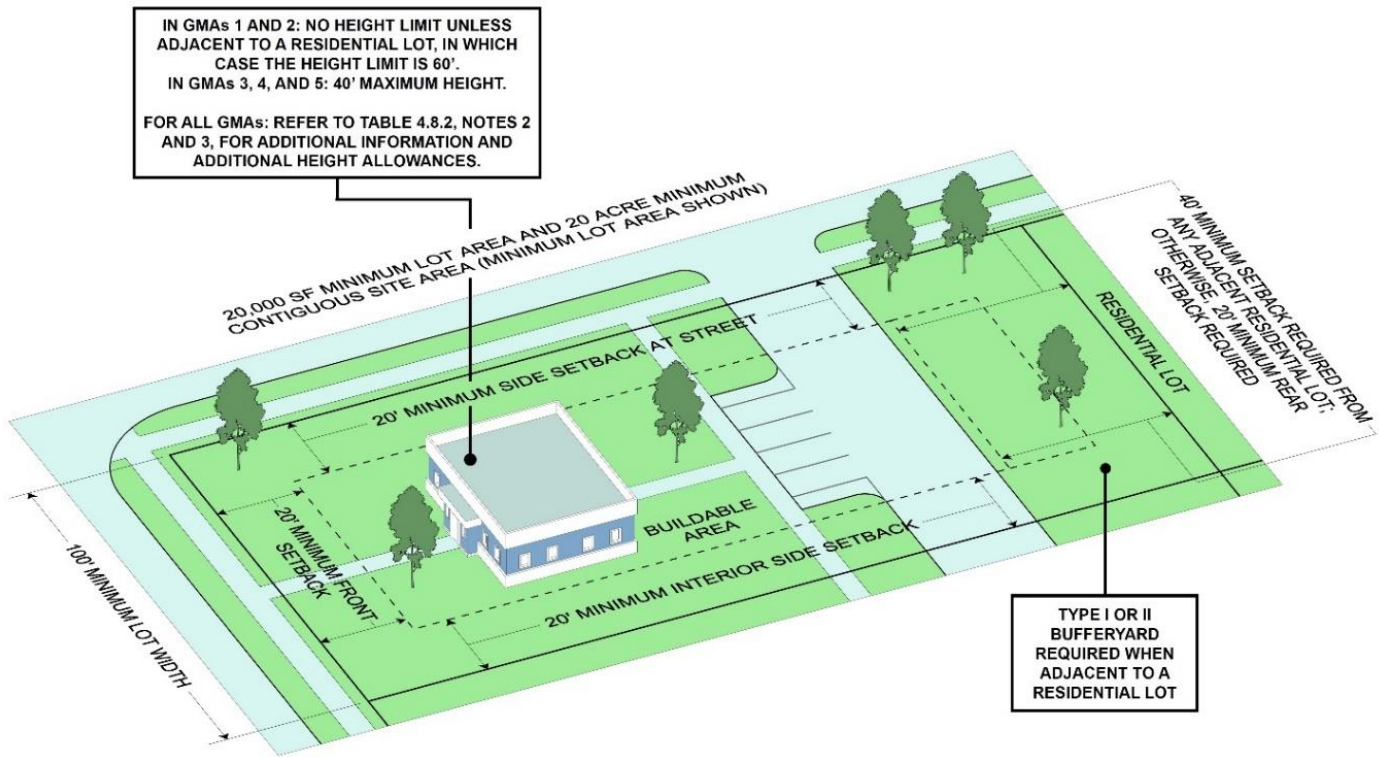 IN GMAs 1 AND 2: NO HEIGHT LIMIT UNLESS
ADJACENT TO A RESIDENTIAL LOT, IN WHICH
CASE THE HEIGHT LIMIT IS 60’.
IN GMAs 3, 4, AND 5: 40’ MAXIMUM HEIGHT.
FOR ALL GMAs: REFER TO TABLE 4.8.2, NOTES 2
AND 3, FOR ADDITIONAL INFORMATION AND
ADDITIONAL HEIGHT ALLOWANCES.
20,000 SF MINIMUM LOT AREA AND 20 ACRE MINIMUM
CONTIGUOUS SITE AREA (MINIMUM LOT AREA SHOWN)
40' MINIMUM SETBACK REQUIRED FROM
ANY ADJACENT RESIDENTIAL LOT;
OTHERWISE, 20' MINIMUM REAR
SETBACK REQUIRED
RESIDENTIAL LOT
20' MINIMUM SIDE SETBACK AT STREET
BUILDABLE
AREA
20' MINIMUM FRONT
SETBACK
20' MINIMUM INTERIOR SIDE SETBACK
100' MINIMUM LOT WIDTH
TYPE I OR II
BUFFERYARD
REQUIRED WHEN
ADJACENT TO A
RESIDENTIAL LOT